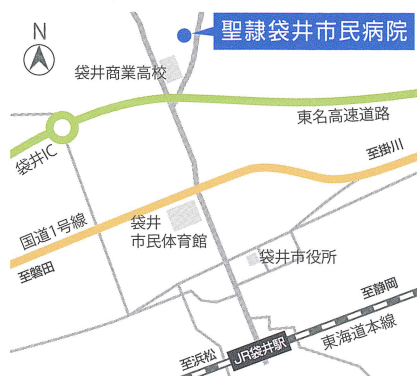 N
聖隷袋井市民病院
袋井商業高校
東名高速道路
袋井IC
至掛川
国道1号線
袋井
市民体育館
至磐田
袋井市役所
至静岡
東海道本線
JR袋井駅
至浜松